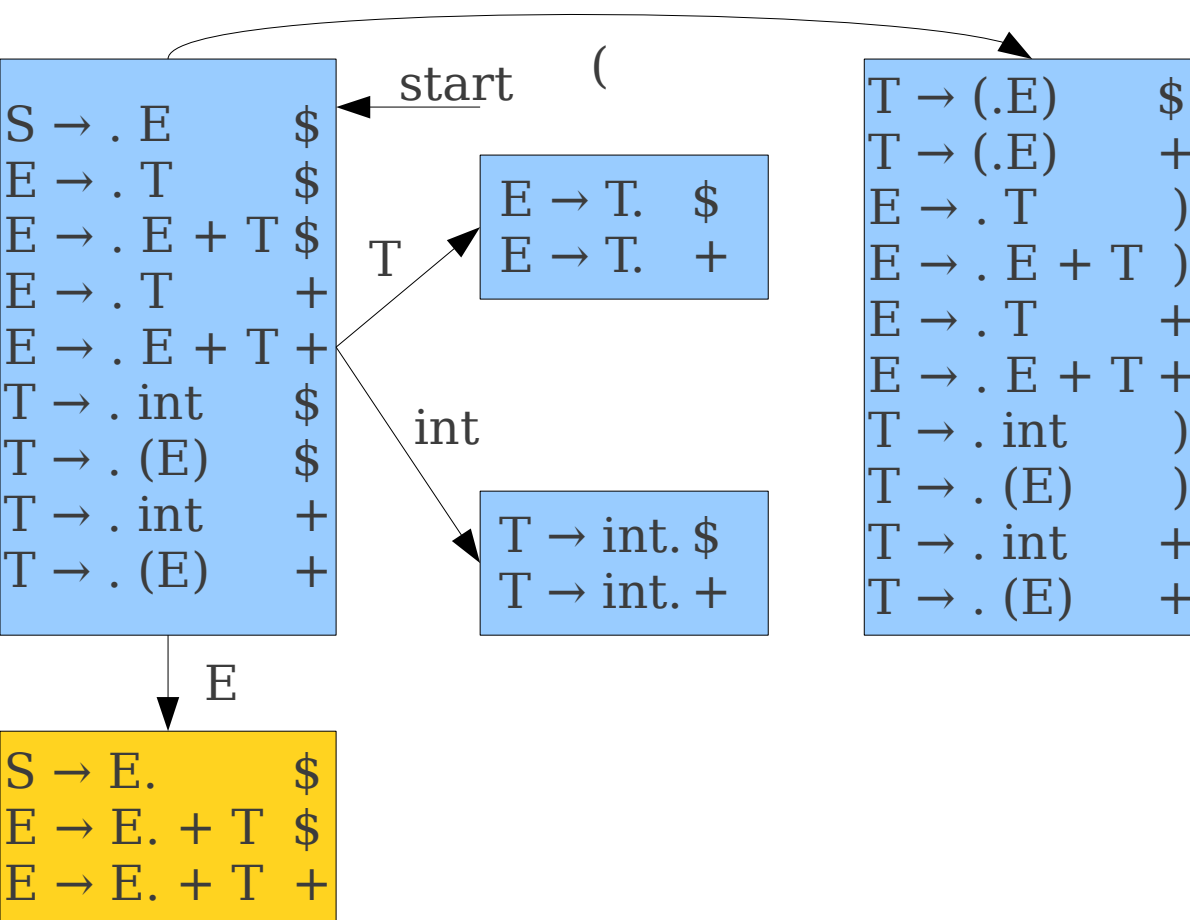 (
start
S → . E $
E → . T $
E → . E + T $
E → . T +
E → . E + T +
T → . int $
T → . (E) $
T → . int +
T → . (E) +
T
E → T. $
E → T. +
int
T → int. $
T → int. +
T → (.E) $
T → (.E) +
E → . T )
E → . E + T )
E → . T +
E → . E + T +
T → . int )
T → . (E) )
T → . int +
T → . (E) +
E
S → E. $
E → E. + T $
E → E. + T +